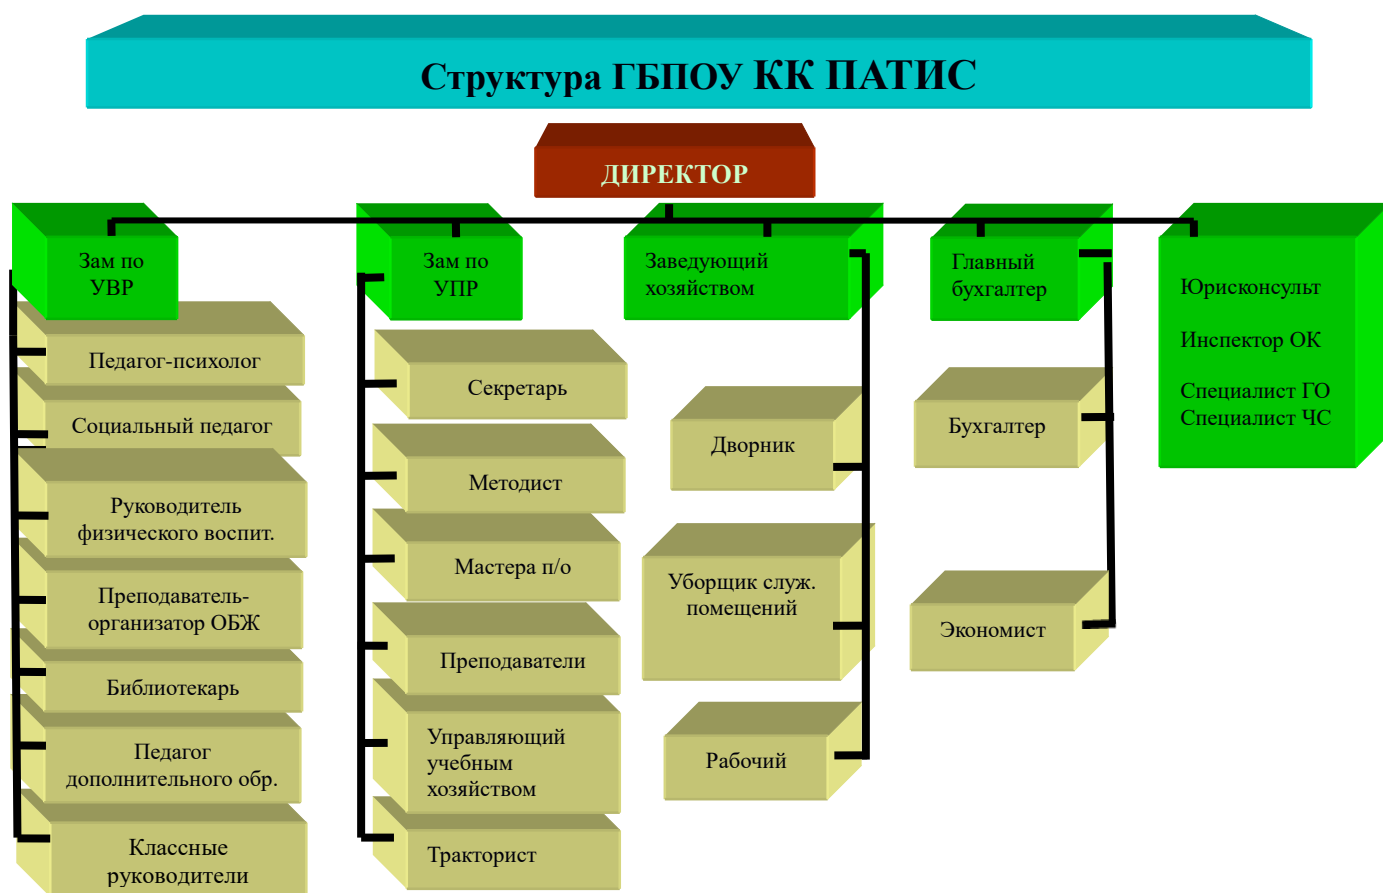 Структура ГБПОУ КК ПАТИС
ДИРЕКТОР
Зам по
УВР
Педагог-психолог
Социальный педагог
Руководитель
физического воспит.
Преподаватель-
организатор ОБЖ
Библиотекарь
Педагог
дополнительного обр.
Классные
руководители
Зам по
УПР
Секретарь
Методист
Мастера п/о
Преподаватели
Управляющий
учебным
хозяйством
Тракторист
Заведующий
хозяйством
Дворник
Уборщик служ.
помещений
Рабочий
Главный
бухгалтер
Бухгалтер
Экономист
Юрисконсульт
Инспектор ОК
Специалист ГО
Специалист ЧС